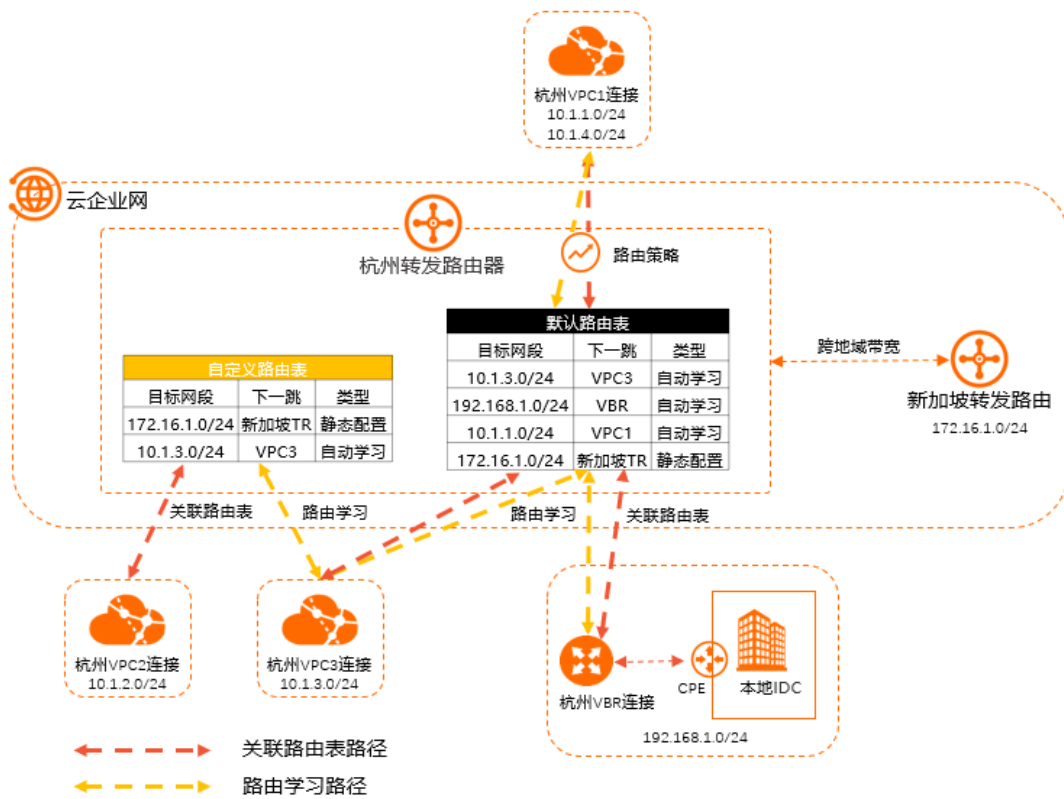 杭州VPC1连接
10.1.1.0/24
10.1.4.0/24
云企业网
杭州转发路由器
路由策略
默认路由表
目标网段 下一跳 类型
10.1.3.0/24 VPC3 自动学习
192.168.1.0/24 VBR 自动学习
10.1.1.0/24 VPC1 自动学习
172.16.1.0/24 新加坡TR 静态配置
自定义路由表
目标网段 下一跳 类型
172.16.1.0/24 新加坡TR 静态配置
10.1.3.0/24 VPC3 自动学习
跨地域带宽
新加坡转发路由
172.16.1.0/24
关联路由表
路由学习
路由学习
关联路由表
杭州VPC2连接
10.1.2.0/24
杭州VPC3连接
10.1.3.0/24
杭州VBR连接
CPE
本地IDC
192.168.1.0/24
关联路由表路径
路由学习路径